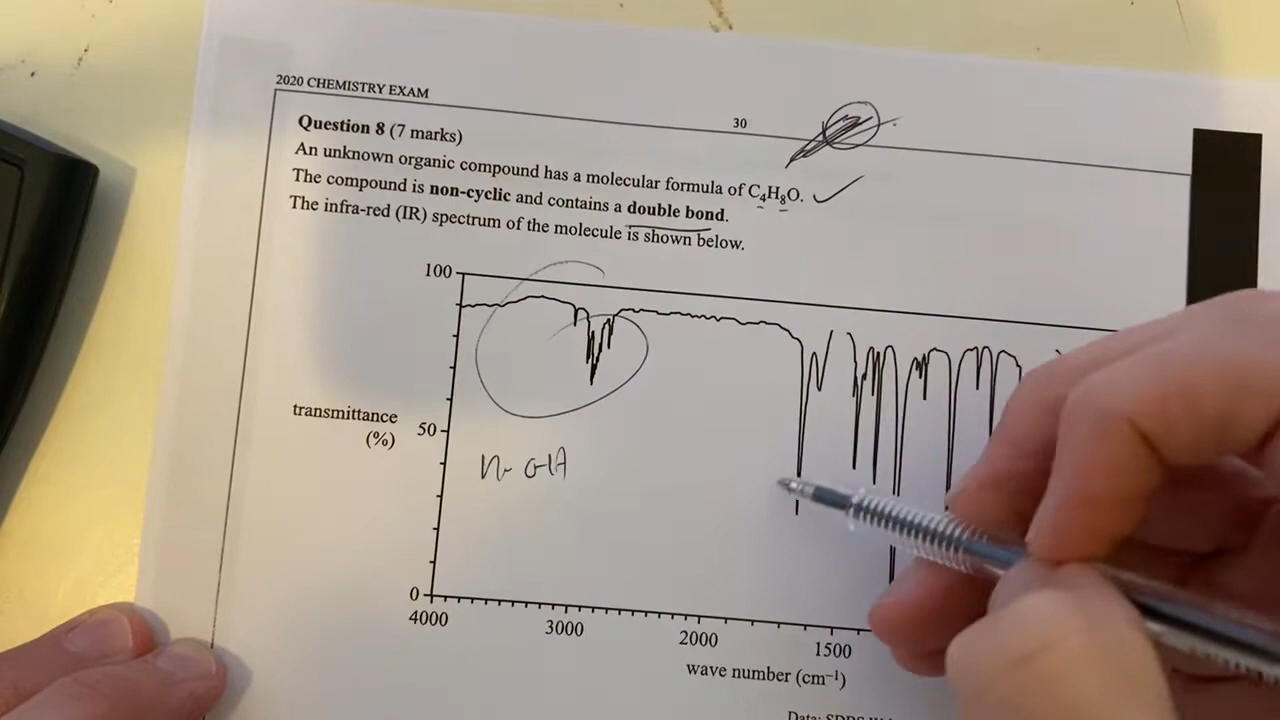 2020 CHEMISTRY EXAM
30
Question 8 (7 marks)
An unknown organic compound has a molecular formula of C₄H₈O.
The compound is non-cyclic and contains a double bond.
The infra-red (IR) spectrum of the molecule is shown below.
100
transmittance
(%)
50
0
4000
3000
2000
1500
wave number (cm⁻¹)
Data: